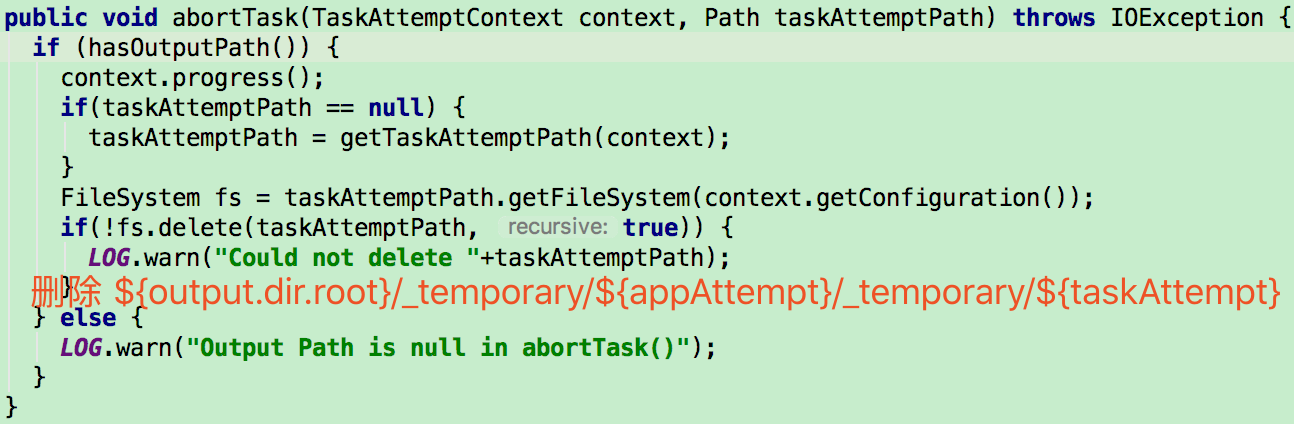 public void abortTask(TaskAttemptContext context, Path taskAttemptPath) throws IOException {
if (hasOutputPath()) {
context.progress();
if(taskAttemptPath == null) {
taskAttemptPath = getTaskAttemptPath(context);
}
FileSystem fs = taskAttemptPath.getFileSystem(context.getConfiguration());
if(!fs.delete(taskAttemptPath, recursive: true)) {
LOG.warn("Could not delete "+taskAttemptPath);
}
删除 ${output.dir.root}/_temporary/${appAttempt}/_temporary/${taskAttempt}
} else {
LOG.warn("Output Path is null in abortTask()");
}
}